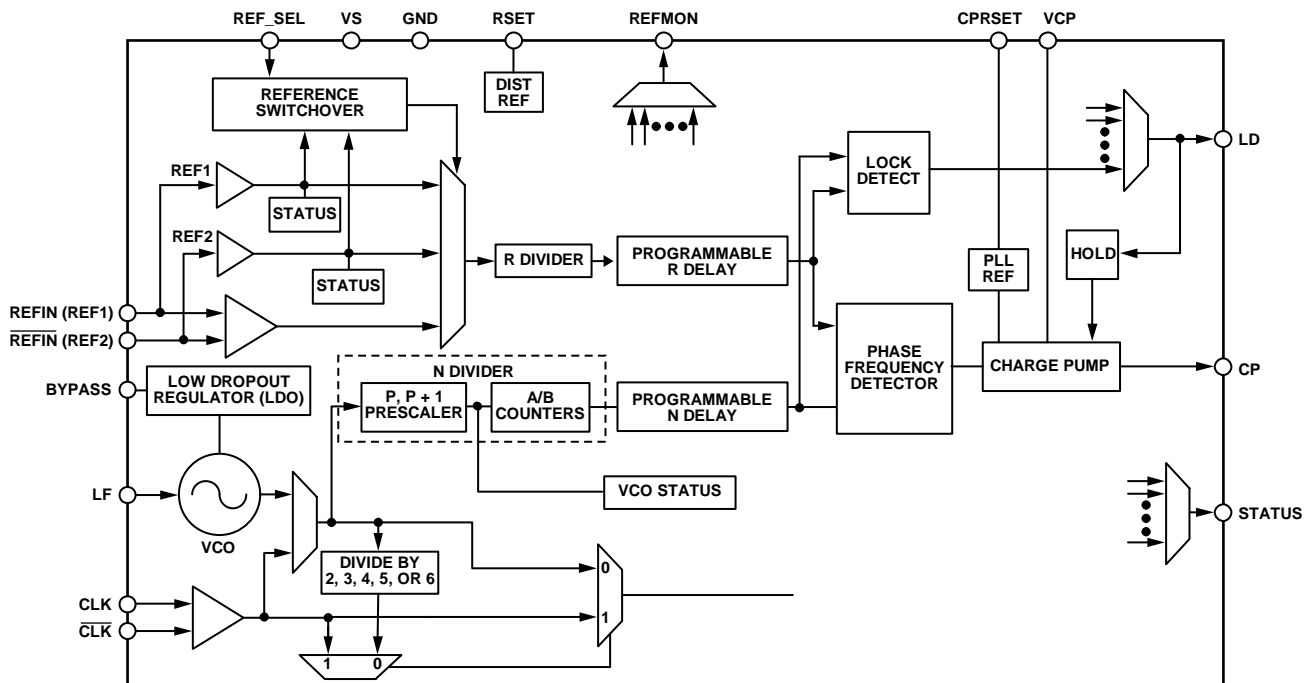 REF_SEL
VS
GND
RSET
REFMON
CPRSET
VCP
DIST
REF
REFERENCE
SWITCHOVER
REF1
STATUS
REF2
STATUS
R DIVIDER
PROGRAMMABLE
R DELAY
LOCK
DETECT
LD
PLL
REF
HOLD
REFIN (REF1)
REFIN (REF2)
BYPASS
LOW DROPOUT
REGULATOR (LDO)
N DIVIDER
P, P + 1
PRESCALER
A/B
COUNTERS
PROGRAMMABLE
N DELAY
PHASE
FREQUENCY
DETECTOR
CHARGE PUMP
CP
LF
VCO
VCO STATUS
STATUS
DIVIDE BY
2, 3, 4, 5, OR 6
0
1
CLK
CLK
1
0